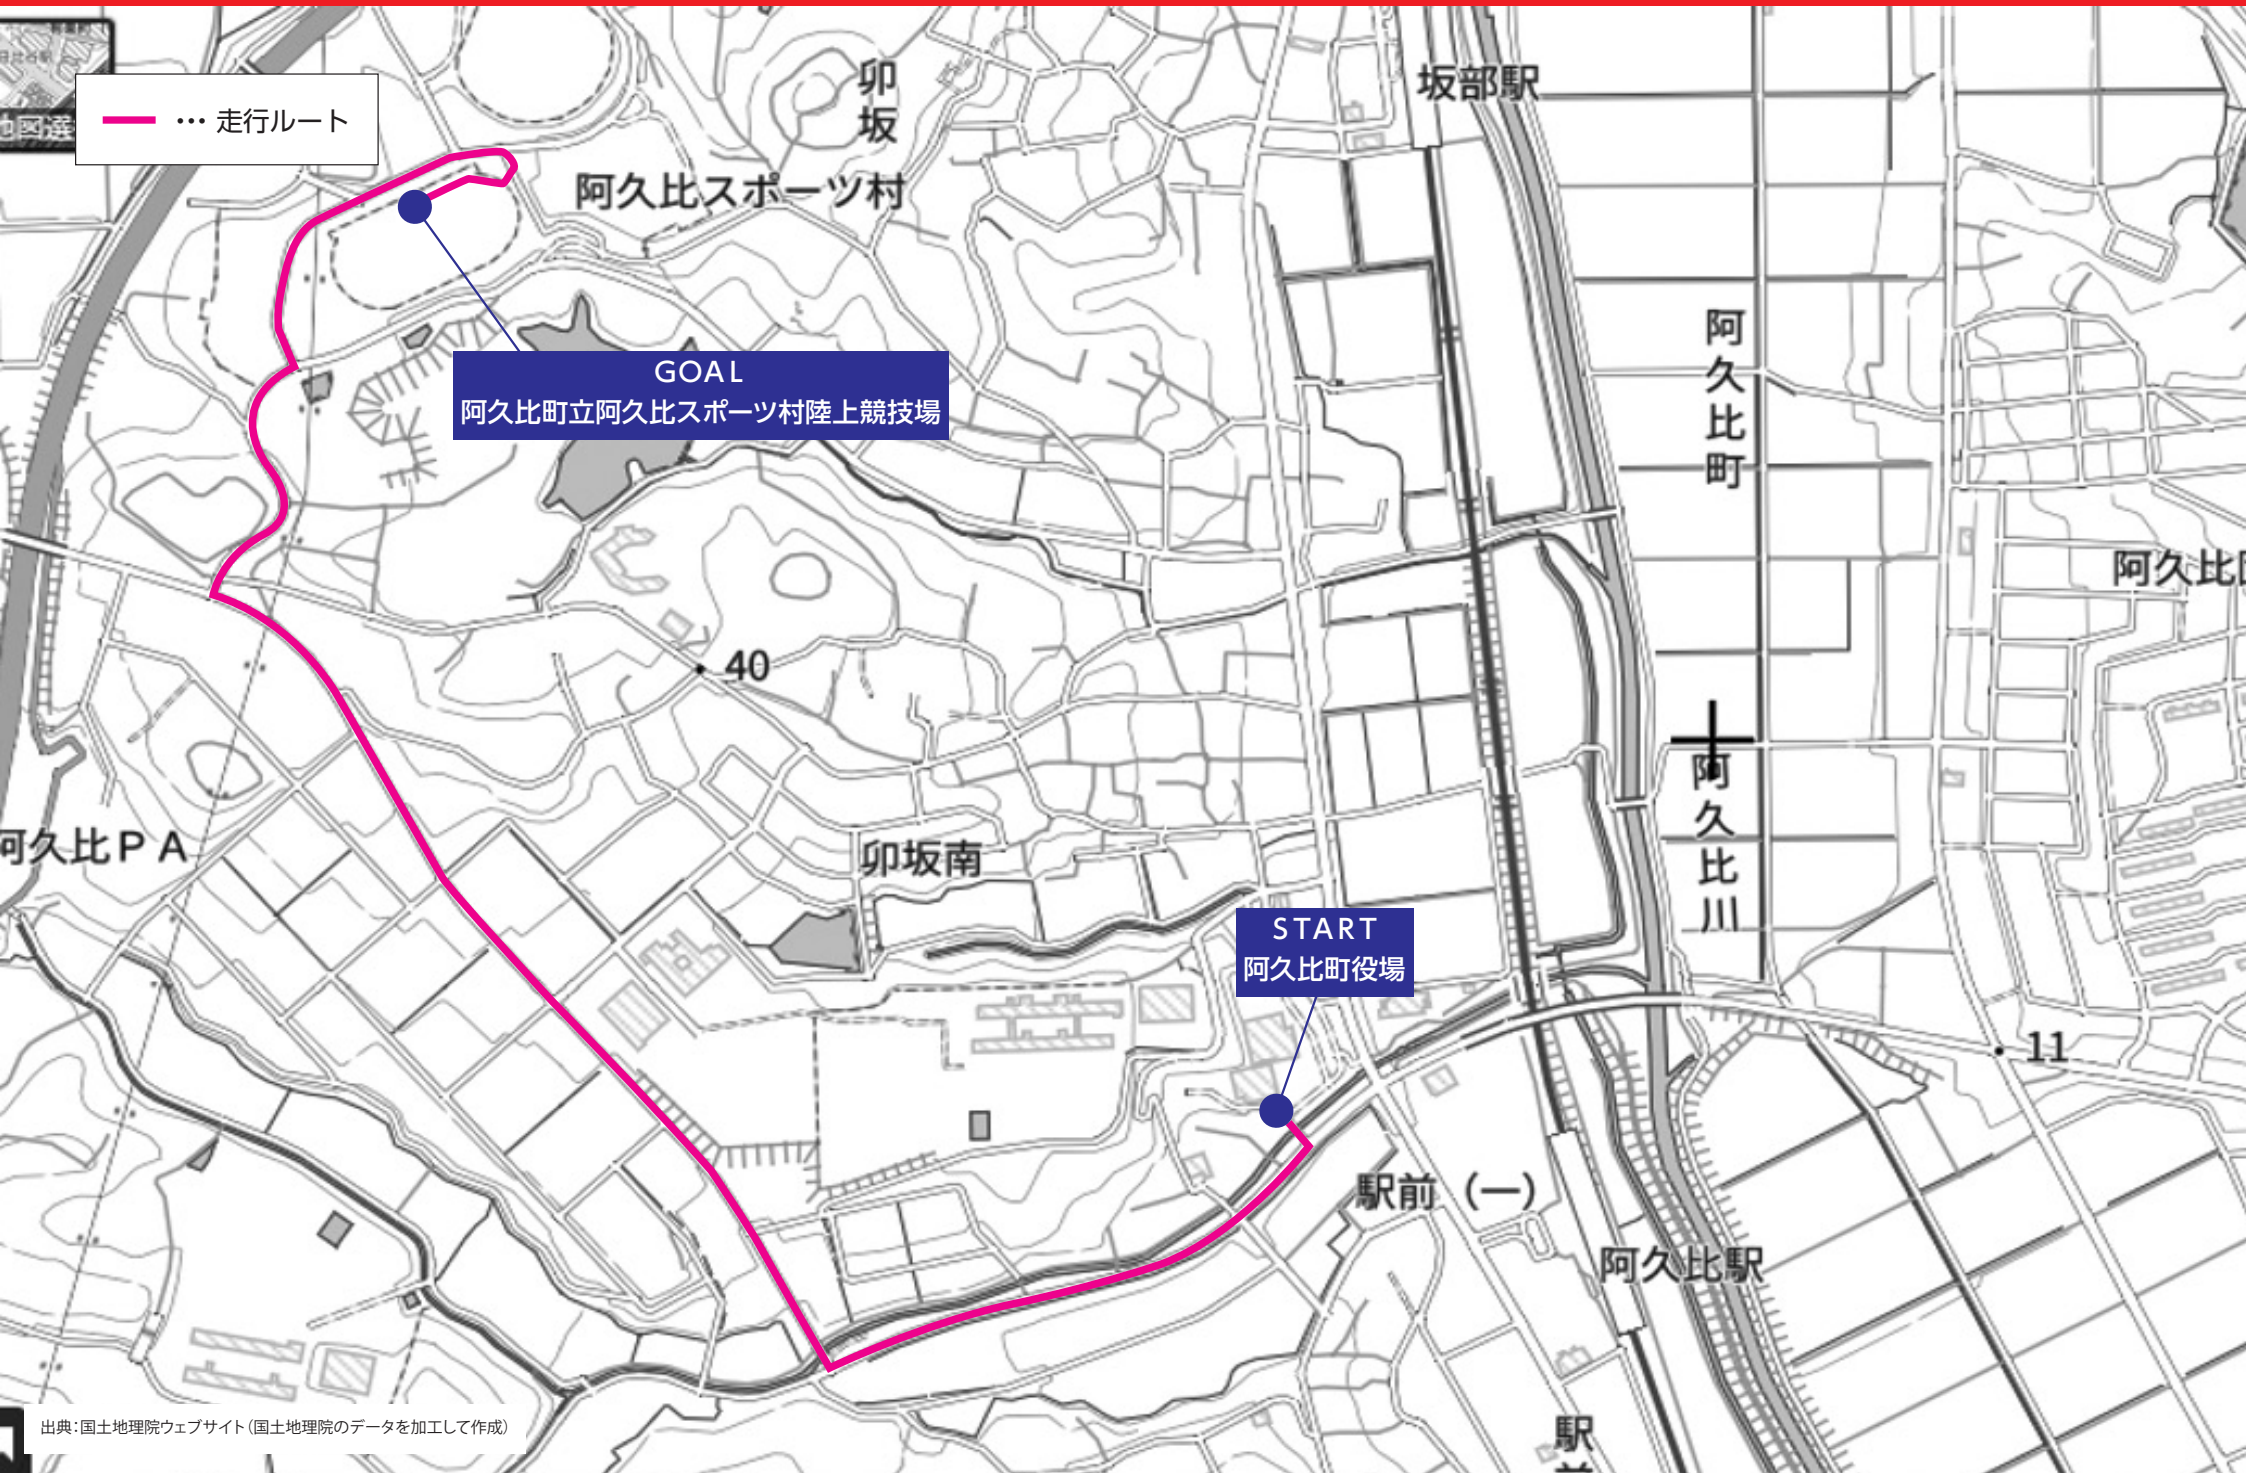 … 走行ルート
卯坂
坂部駅
阿久比スポーツ村
GOAL
阿久比町立阿久比スポーツ村陸上競技場
阿久比町
40
阿久比川
卯坂南
START
阿久比町役場
11
駅前（一）
阿久比駅
出典：国土地理院ウェブサイト（国土地理院のデータを加工して作成）
阿久比
久比ＰＡ
駅